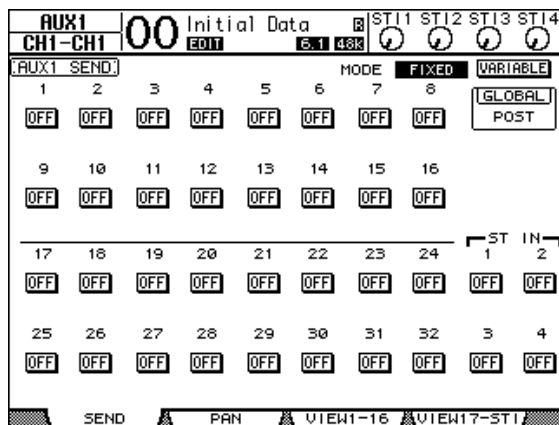 AUX1 00 Initial Data R STI1 STI2 STI3 STI4
CH1-CH1 EDIT 6.1 48k
AUX1 SEND MODE FIXED VARIABLE
1 2 3 4 5 6 7 8 GLOBAL
OFF OFF OFF OFF OFF OFF OFF OFF POST
9 10 11 12 13 14 15 16
OFF OFF OFF OFF OFF OFF OFF OFF
ST IN
17 18 19 20 21 22 23 24 1 2
OFF OFF OFF OFF OFF OFF OFF OFF OFF OFF
25 26 27 28 29 30 31 32 3 4
OFF OFF OFF OFF OFF OFF OFF OFF OFF OFF
SEND PAN VIEW1-16 VIEW17-STI